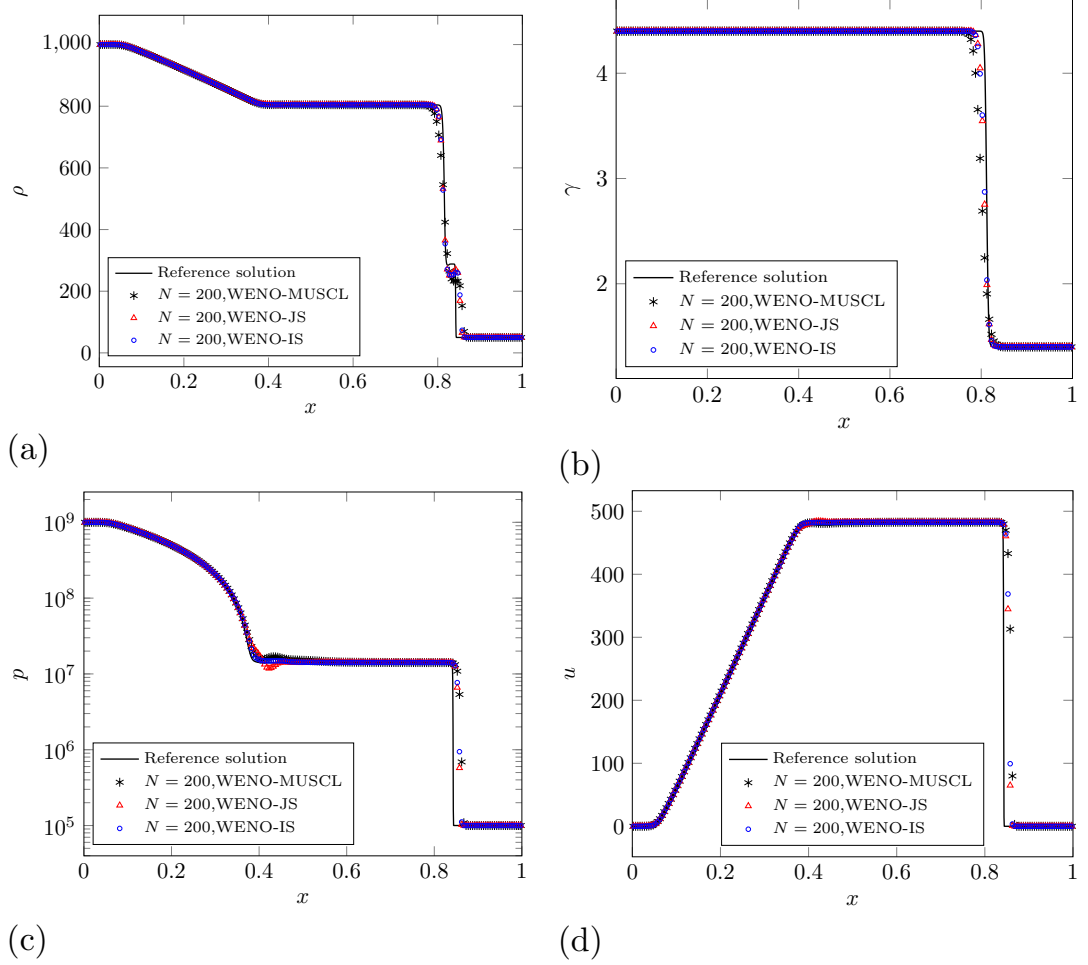 1,000
800
600
400
200
0
ρ
Reference solution
N = 200,WENO-MUSCL
N = 200,WENO-JS
N = 200,WENO-IS
0 0.2 0.4 0.6 0.8 1
x
(a)
4
3
2
γ
Reference solution
N = 200,WENO-MUSCL
N = 200,WENO-JS
N = 200,WENO-IS
0 0.2 0.4 0.6 0.8 1
x
(b)
10^9
10^8
10^7
10^6
10^5
p
Reference solution
N = 200,WENO-MUSCL
N = 200,WENO-JS
N = 200,WENO-IS
0 0.2 0.4 0.6 0.8 1
x
(c)
500
400
300
200
100
0
u
Reference solution
N = 200,WENO-MUSCL
N = 200,WENO-JS
N = 200,WENO-IS
0 0.2 0.4 0.6 0.8 1
x
(d)